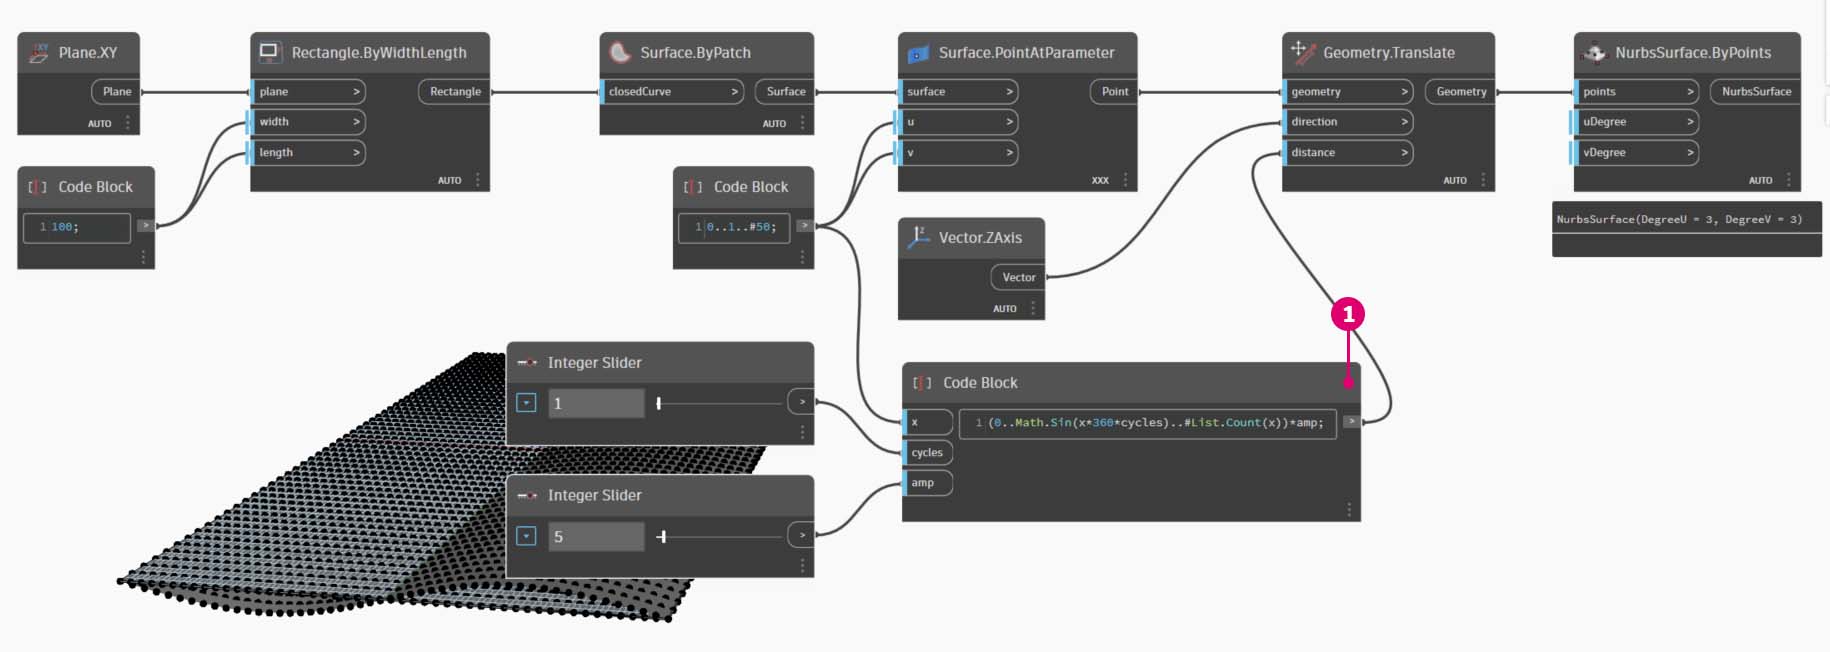 Plane.XY
Plane
AUTO
Rectangle.ByWidthLength
plane >
Rectangle
width >
length >
AUTO
Surface.ByPatch
closedCurve >
Surface
AUTO
Surface.PointAtParameter
surface >
Point
u >
v >
XXX
Geometry.Translate
geometry >
Geometry
direction >
distance >
AUTO
NurbsSurface.ByPoints
points >
NurbsSurface
uDegree >
vDegree >
AUTO
NurbsSurface(DegreeU = 3, DegreeV = 3)
Code Block
1 100;
>
Code Block
1 0..1..#50;
>
Vector.ZAxis
Vector
AUTO
1
Integer Slider
1
>
Integer Slider
5
>
Code Block
x
1 (0..Math.Sin(x*360*cycles)..#List.Count(x))*amp;
>
cycles
amp